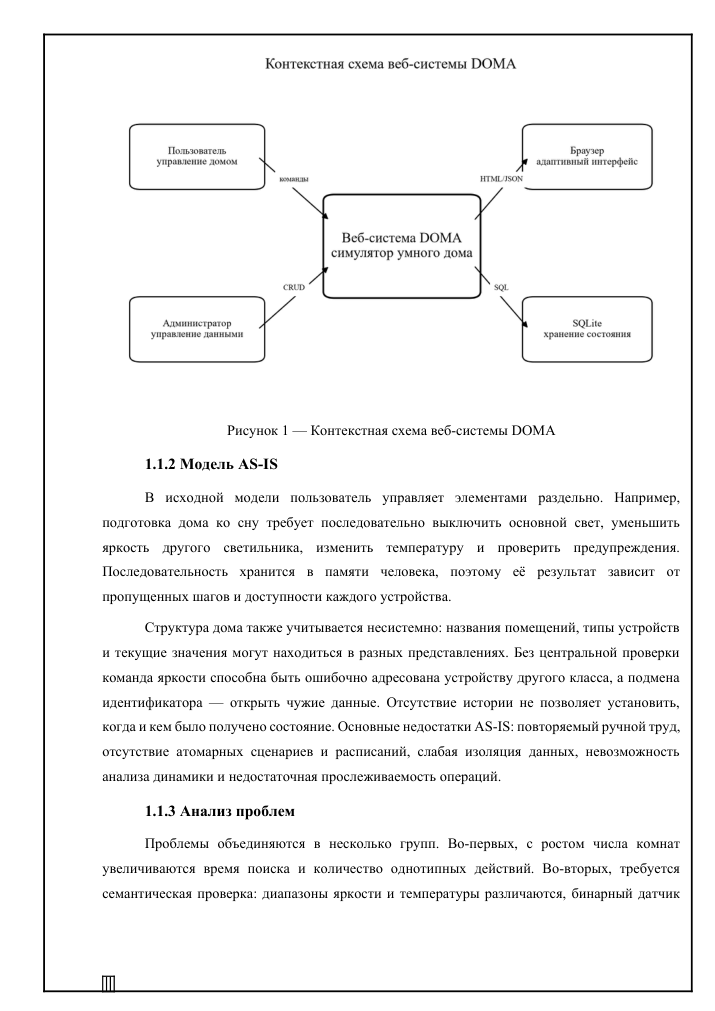 Контекстная схема веб-системы DOMA
Пользователь
управление домом
Браузер
адаптивный интерфейс
команды
HTML/JSON
Веб-система DOMA
симулятор умного дома
CRUD
SQL
Администратор
управление данными
SQLite
хранение состояния
Рисунок 1 — Контекстная схема веб-системы DOMA
1.1.2 Модель AS-IS
В исходной модели пользователь управляет элементами раздельно. Например,
подготовка дома ко сну требует последовательно выключить основной свет, уменьшить
яркость другого светильника, изменить температуру и проверить предупреждения.
Последовательность хранится в памяти человека, поэтому её результат зависит от
пропущенных шагов и доступности каждого устройства.
Структура дома также учитывается несистемно: названия помещений, типы устройств
и текущие значения могут находиться в разных представлениях. Без центральной проверки
команда яркости способна быть ошибочно адресована устройству другого класса, а подмена
идентификатора — открыть чужие данные. Отсутствие истории не позволяет установить,
когда и кем было получено состояние. Основные недостатки AS-IS: повторяемый ручной труд,
отсутствие атомарных сценариев и расписаний, слабая изоляция данных, невозможность
анализа динамики и недостаточная прослеживаемость операций.
1.1.3 Анализ проблем
Проблемы объединяются в несколько групп. Во-первых, с ростом числа комнат
увеличиваются время поиска и количество однотипных действий. Во-вторых, требуется
семантическая проверка: диапазоны яркости и температуры различаются, бинарный датчик